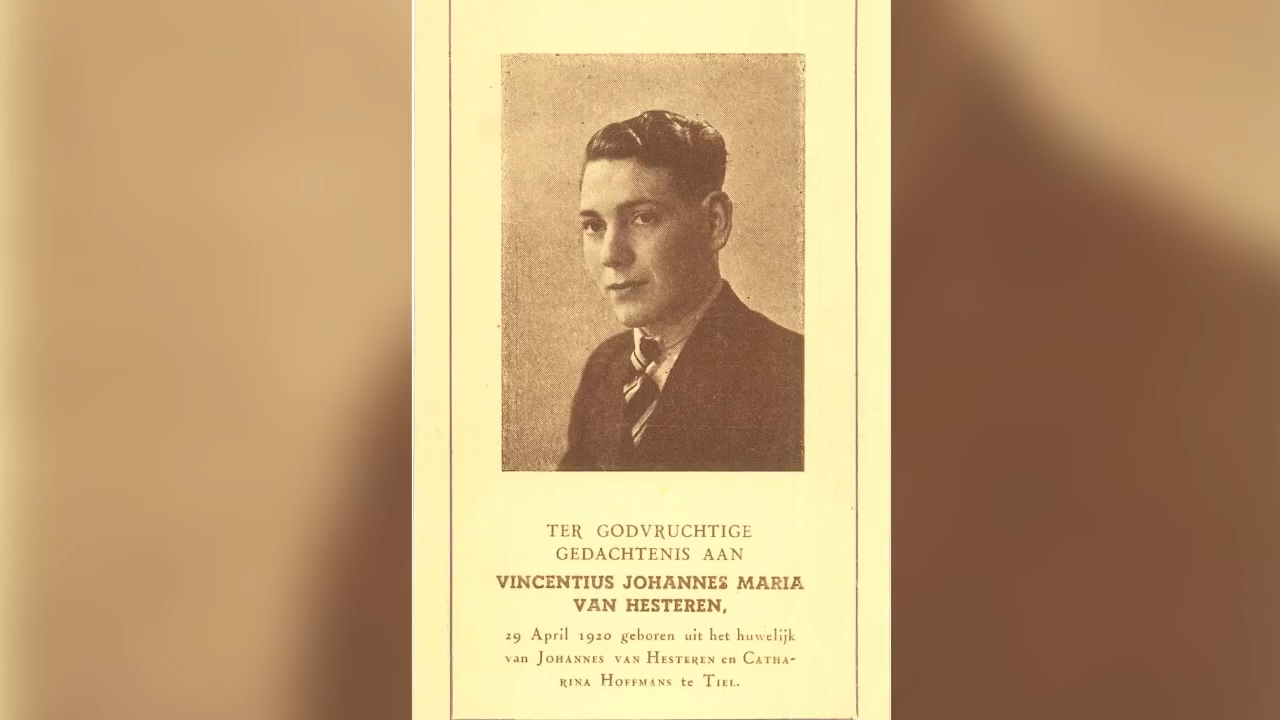 TER GODVRUCHTIGE
GEDACHTENIS AAN
VINCENTIUS JOHANNES MARIA
VAN HESTEREN,
29 April 1920 geboren uit het huwelijk
van JOHANNES VAN HESTEREN en CATHA-
RINA HOFFMANS te TIEL.